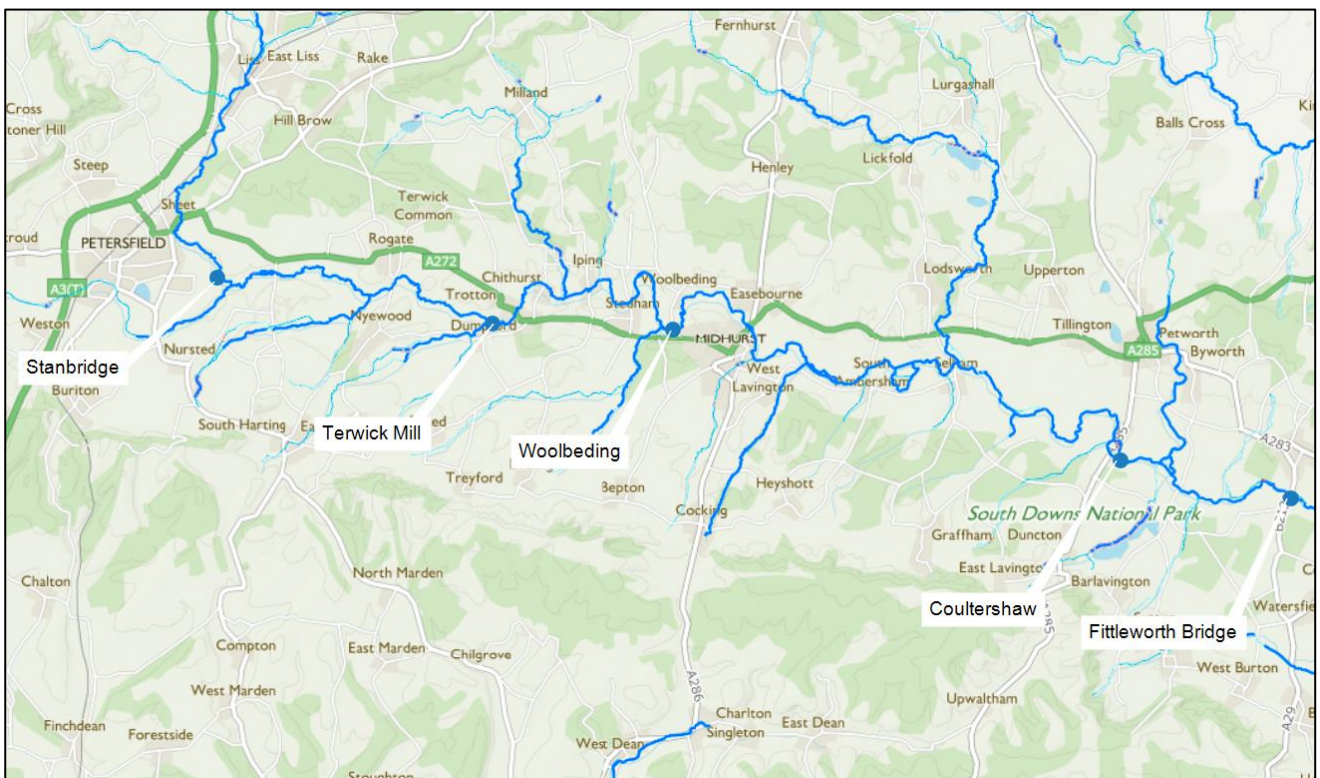 Fernhurst
East Liss
Rake
Liss
Milland
Lurgashall
Cross
Hill Brow
Balls Cross
Steep
Henley
Lickfold
Terwick
Common
Sheet
PETERSFIELD
Rogate
A272
Chithurst
Iping
Woolbeding
Lodsworth
Upperton
A3(T)
Trotton
Stedham
Easebourne
Weston
Nyewood
MIDHURST
Tillington
Petworth
Nursted
A285
Byworth
Stanbridge
West
Lavington
South
Ambersham
Selham
Buriton
South Harting
Terwick Mill
Woolbeding
A283
Treyford
Bepton
Heyshott
Cocking
South Downs National Park
Graffham
Duncton
East Lavington
Barlavington
Chalton
North Marden
Coultershaw
A285
Fittleworth Bridge
Compton
East Marden
Chilgrove
West Burton
West Marden
A286
Upwaltham
Finchdean
Forestside
Charlton
Singleton
East Dean
West Dean
A29